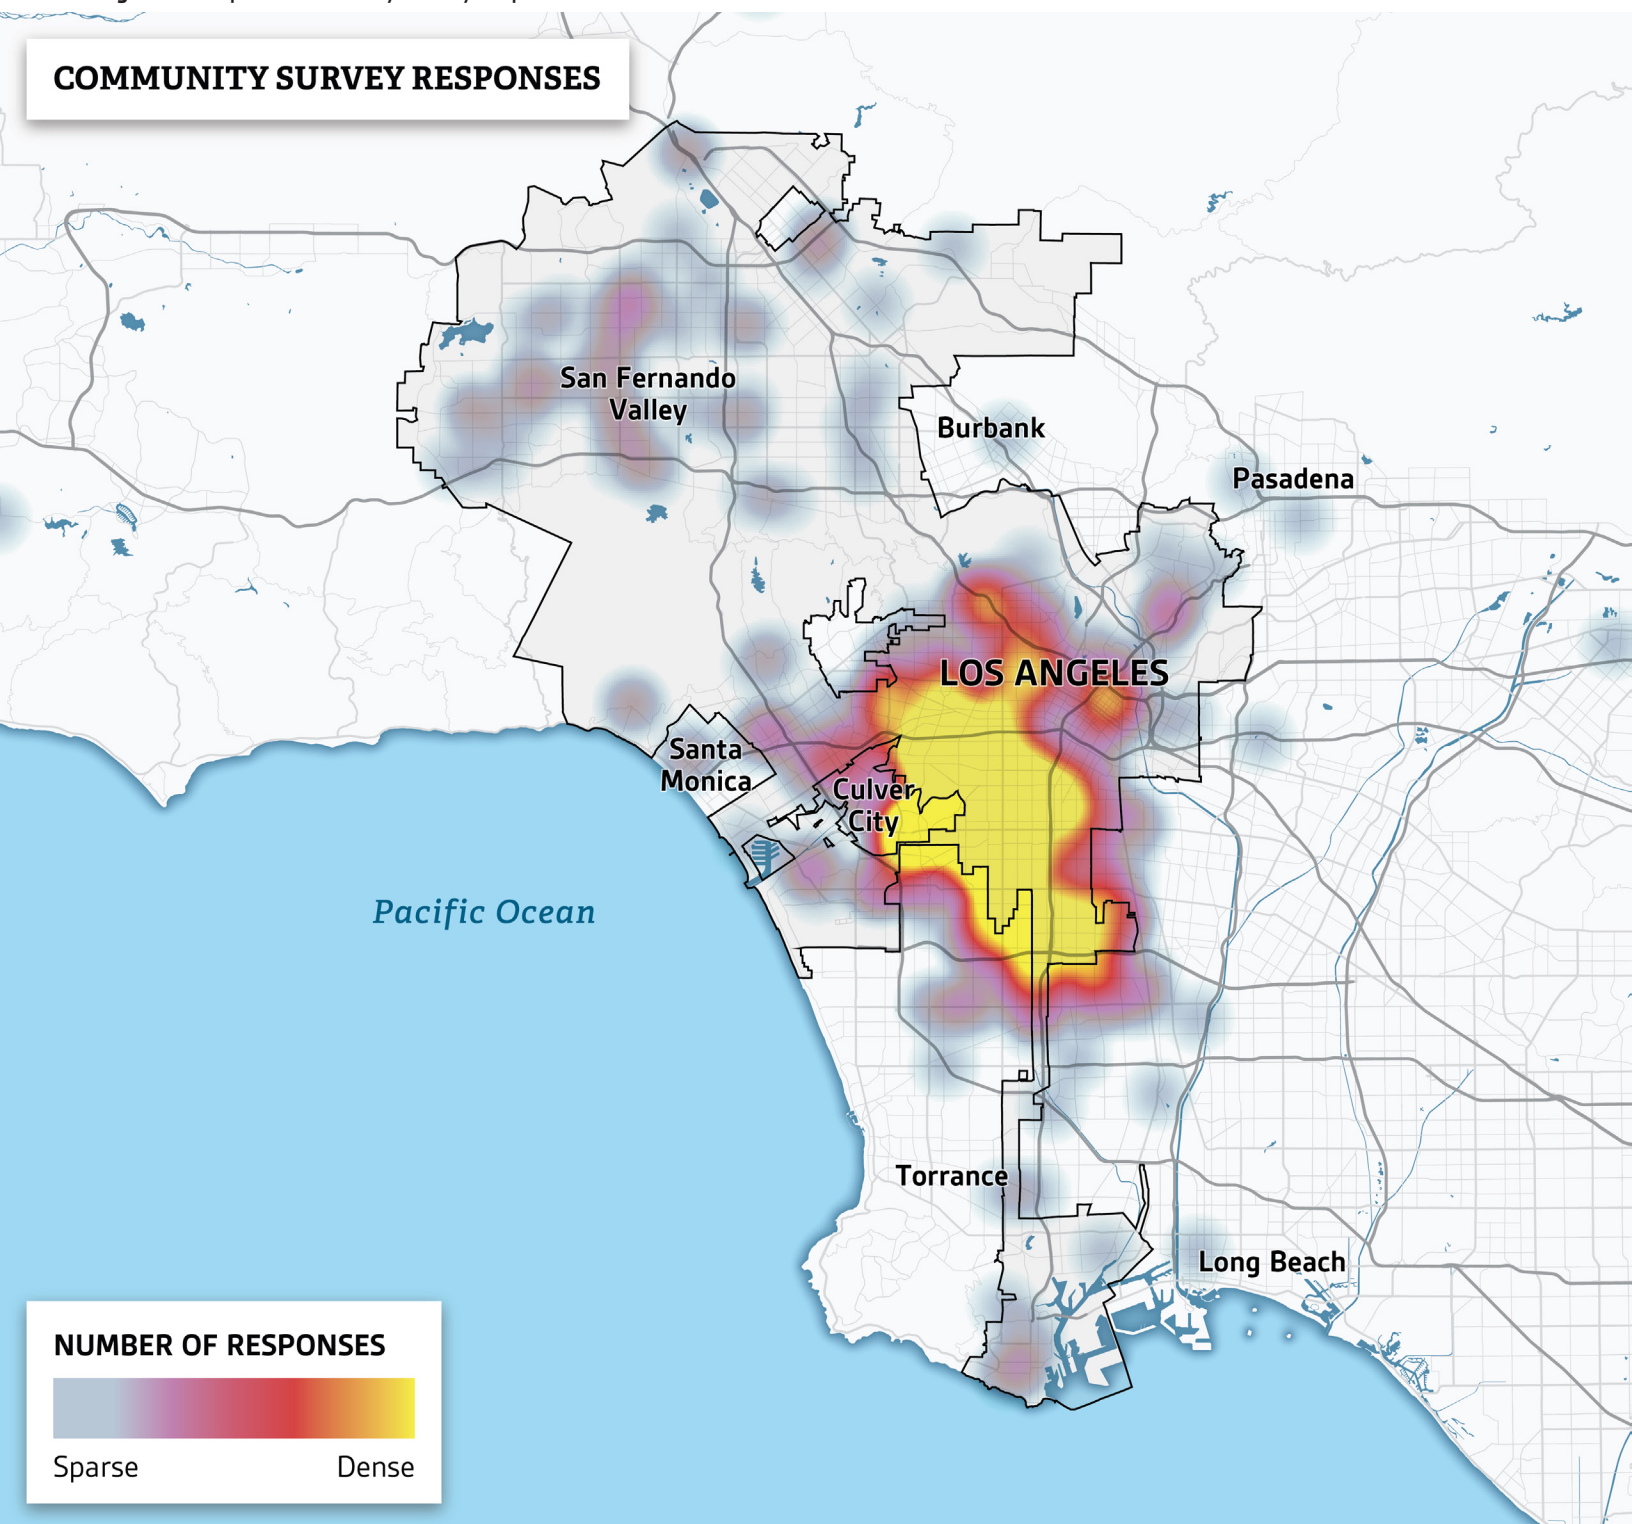 COMMUNITY SURVEY RESPONSES
San Fernando
Valley
Burbank
Pasadena
LOS ANGELES
Santa
Monica
Culver
City
Pacific Ocean
Torrance
Long Beach
NUMBER OF RESPONSES
Sparse
Dense